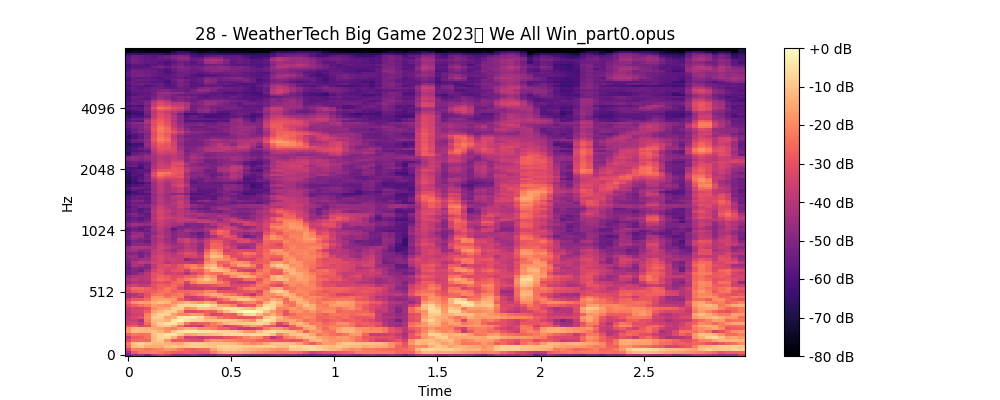 28 - WeatherTech Big Game 2023▯ We All Win_part0.opus
Hz
4096
2048
1024
512
0
0 0.5 1 1.5 2 2.5
Time
+0 dB
-10 dB
-20 dB
-30 dB
-40 dB
-50 dB
-60 dB
-70 dB
-80 dB